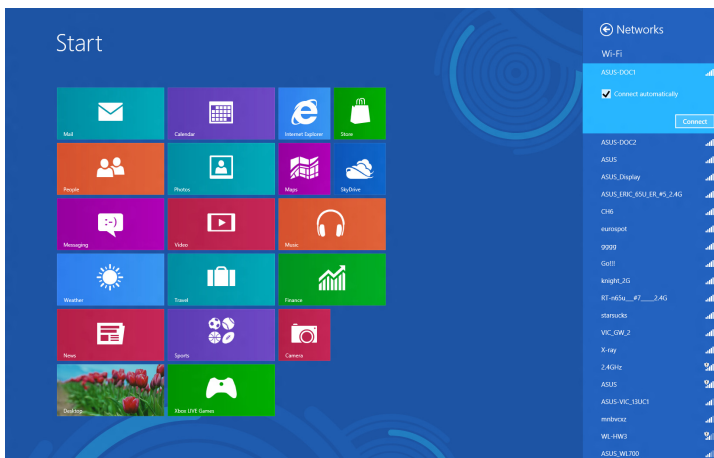 Start
Mail
Calendar
Internet Explorer
Store
People
Photos
Maps
SkyDrive
Messaging
Video
Music
Weather
Travel
Finance
News
Sports
Camera
Desktop
Xbox LIVE Games
Networks
Wi-Fi
ASUS-DOC1
Connect automatically
Connect
ASUS-DOC2
ASUS
ASUS_Display
ASUS_ERIC_65U_ER_#5_2.4G
CH6
eurospot
9999
Go!!!
knight_2G
RT-n65u__#7____2.4G
starsucks
VIC_GW_2
X-ray
2.4GHz
ASUS
ASUS-VIC_13UC1
mnbvcxz
WL-HW3
ASUS_WL700